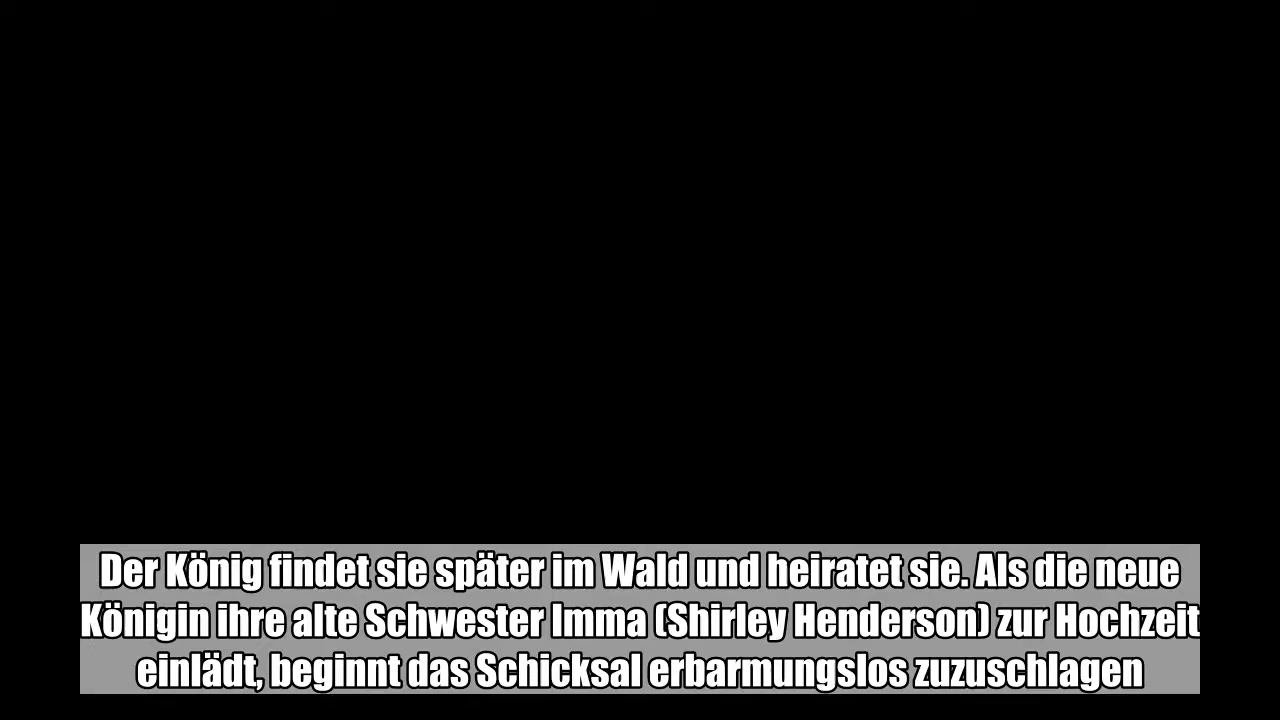 Der König findet sie später im Wald und heiratet sie. Als die neue
Königin ihre alte Schwester Imma (Shirley Henderson) zur Hochzeit
einlädt, beginnt das Schicksal erbarmungslos zuzuschlagen